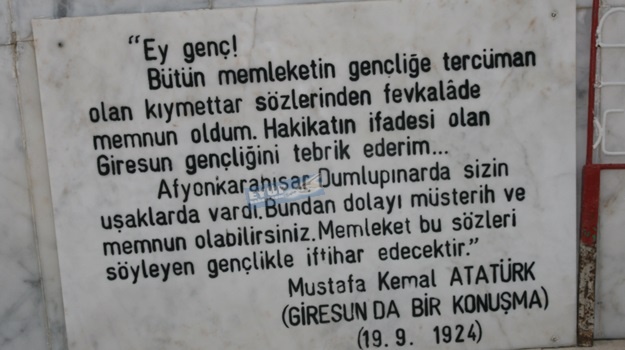 “Ey genç!
Bütün memleketin gençliğe tercüman
olan kıymettar sözlerinden fevkalâde
memnun oldum. Hakikatın ifadesi olan
Giresun gençliğini tebrik ederim...
Afyonkarahisar Dumlupınarda sizin
uşaklarda vardı. Bundan dolayı müsterih ve
memnun olabilirsiniz. Memleket bu sözleri
söyleyen gençlikle iftihar edecektir.”
Mustafa Kemal ATATÜRK
(GİRESUN DA BİR KONUŞMA)
(19. 9. 1924)